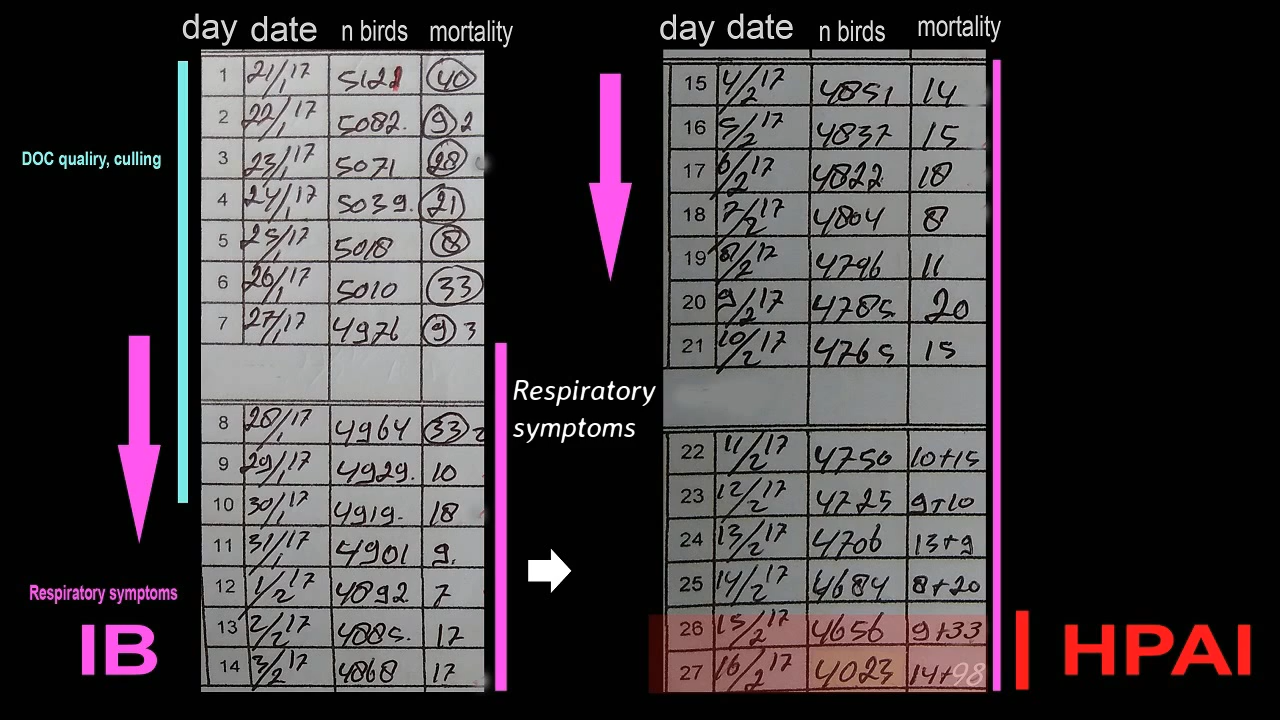 day date n birds mortality
1 21/1/17 5122 40
2 22/1/17 5082. 9 2
3 23/1/17 5071 28
4 24/1/17 5039. 21
5 25/1/17 5018 8
6 26/1/17 5010 33
7 27/1/17 4976 9 3
8 28/1/17 4964 33 2
9 29/1/17 4929. 10
10 30/1/17 4919. 18
11 31/1/17 4901 9.
12 1/2/17 4892. 7
13 2/2/17 4885. 17
14 3/2/17 4868 17
DOC qualiry, culling
Respiratory symptoms
IB
Respiratory
symptoms
day date n birds mortality
15 4/2/17 4851 14
16 5/2/17 4837 15
17 6/2/17 4822 18
18 7/2/17 4804 8
19 8/2/17 4796 11
20 9/2/17 4785 20
21 10/2/17 4765 15
22 11/2/17 4750 10+15
23 12/2/17 4725 9+10
24 13/2/17 4706 13+9
25 14/2/17 4684 8+20
26 15/2/17 4656 9+33
27 16/2/17 4023 14+98
HPAI